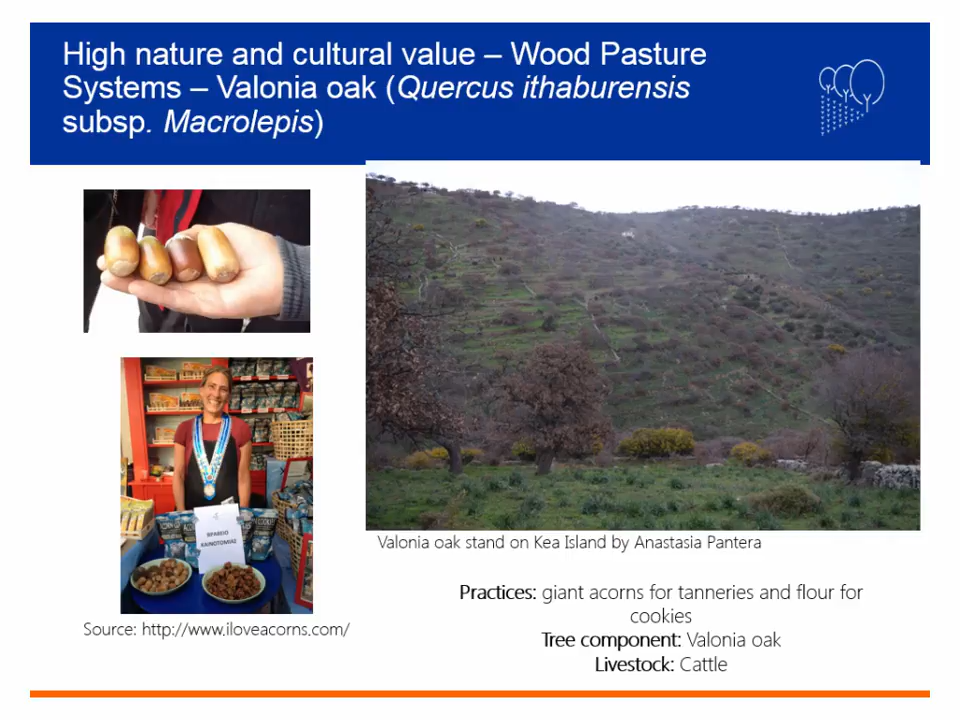 High nature and cultural value – Wood Pasture
Systems – Valonia oak (Quercus ithaburensis
subsp. Macrolepis)
ΒΡΑΒΕΙΟ
ΚΑΙΝΟΤΟΜΙΑΣ
Valonia oak stand on Kea Island by Anastasia Pantera
Practices: giant acorns for tanneries and flour for
cookies
Tree component: Valonia oak
Livestock: Cattle
Source: http://www.iloveacorns.com/